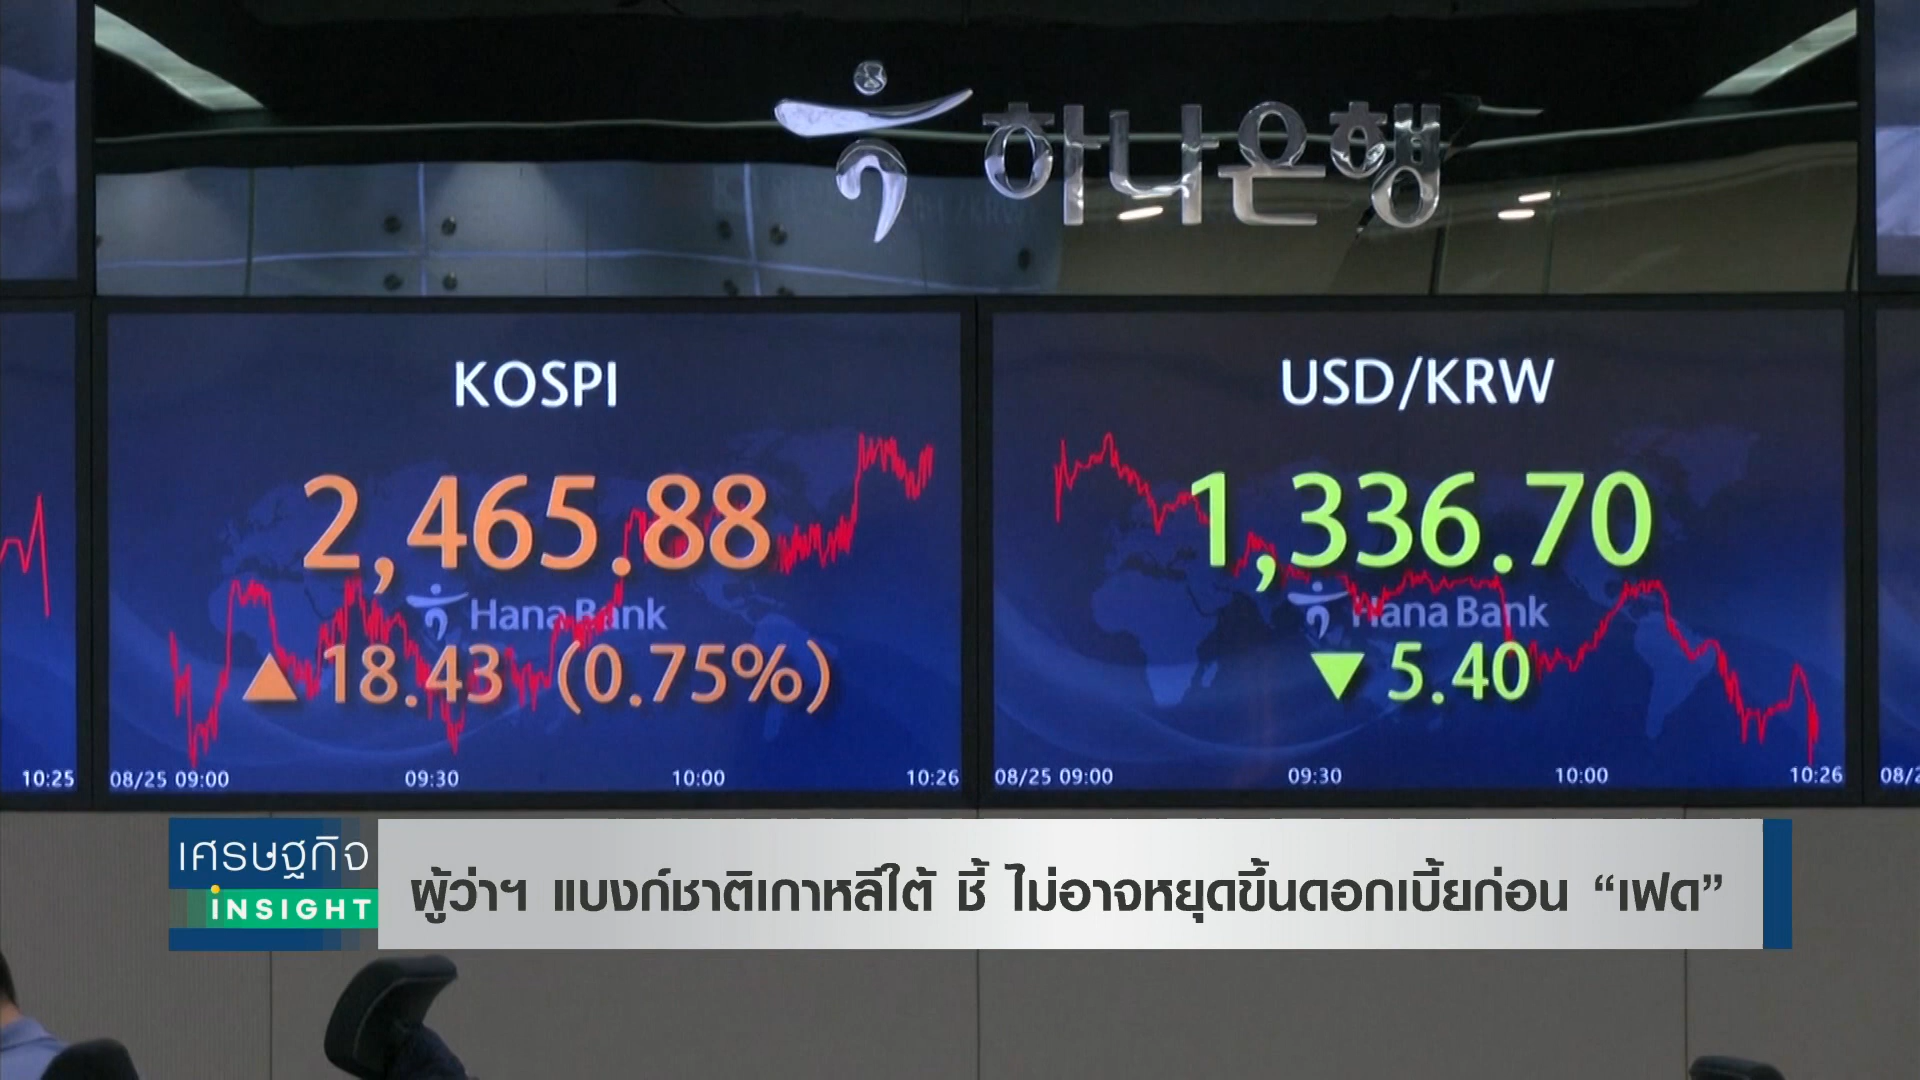 하나은행
KOSPI
2,465.88
Hana Bank
▲ 18.43 (0.75%)
08/25 09:00 09:30 10:00 10:26
USD/KRW
1,336.70
Hana Bank
▼ 5.40
08/25 09:00 09:30 10:00 10:26
10:25
08/2
เศรษฐกิจ
INSIGHT
ผู้ว่าฯ แบงก์ชาติเกาหลีใต้ ชี้ ไม่อาจหยุดขึ้นดอกเบี้ยก่อน “เฟด”